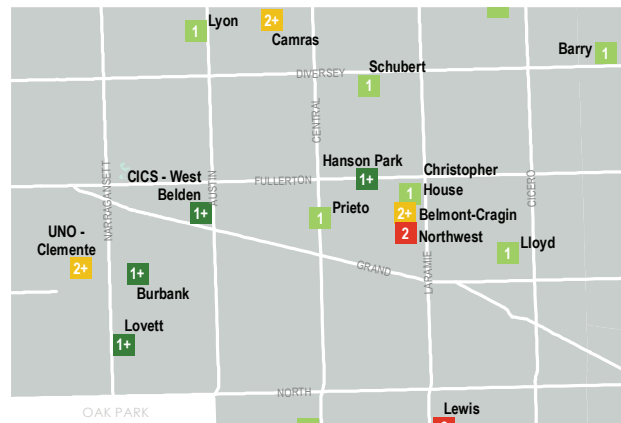 Lyon
1
2+
Camras
Barry
1
Schubert
DIVERSEY
1
CENTRAL
Hanson Park
1+
Christopher
House
1
CICS - West
Belden
1+
NARRAGANSETT
AUSTIN
FULLERTON
CICERO
Prieto
1
2+
Belmont-Cragin
2
Northwest
UNO -
Clemente
2+
Lloyd
1
LARAMIE
GRAND
1+
Burbank
Lovett
1+
NORTH
OAK PARK
Lewis